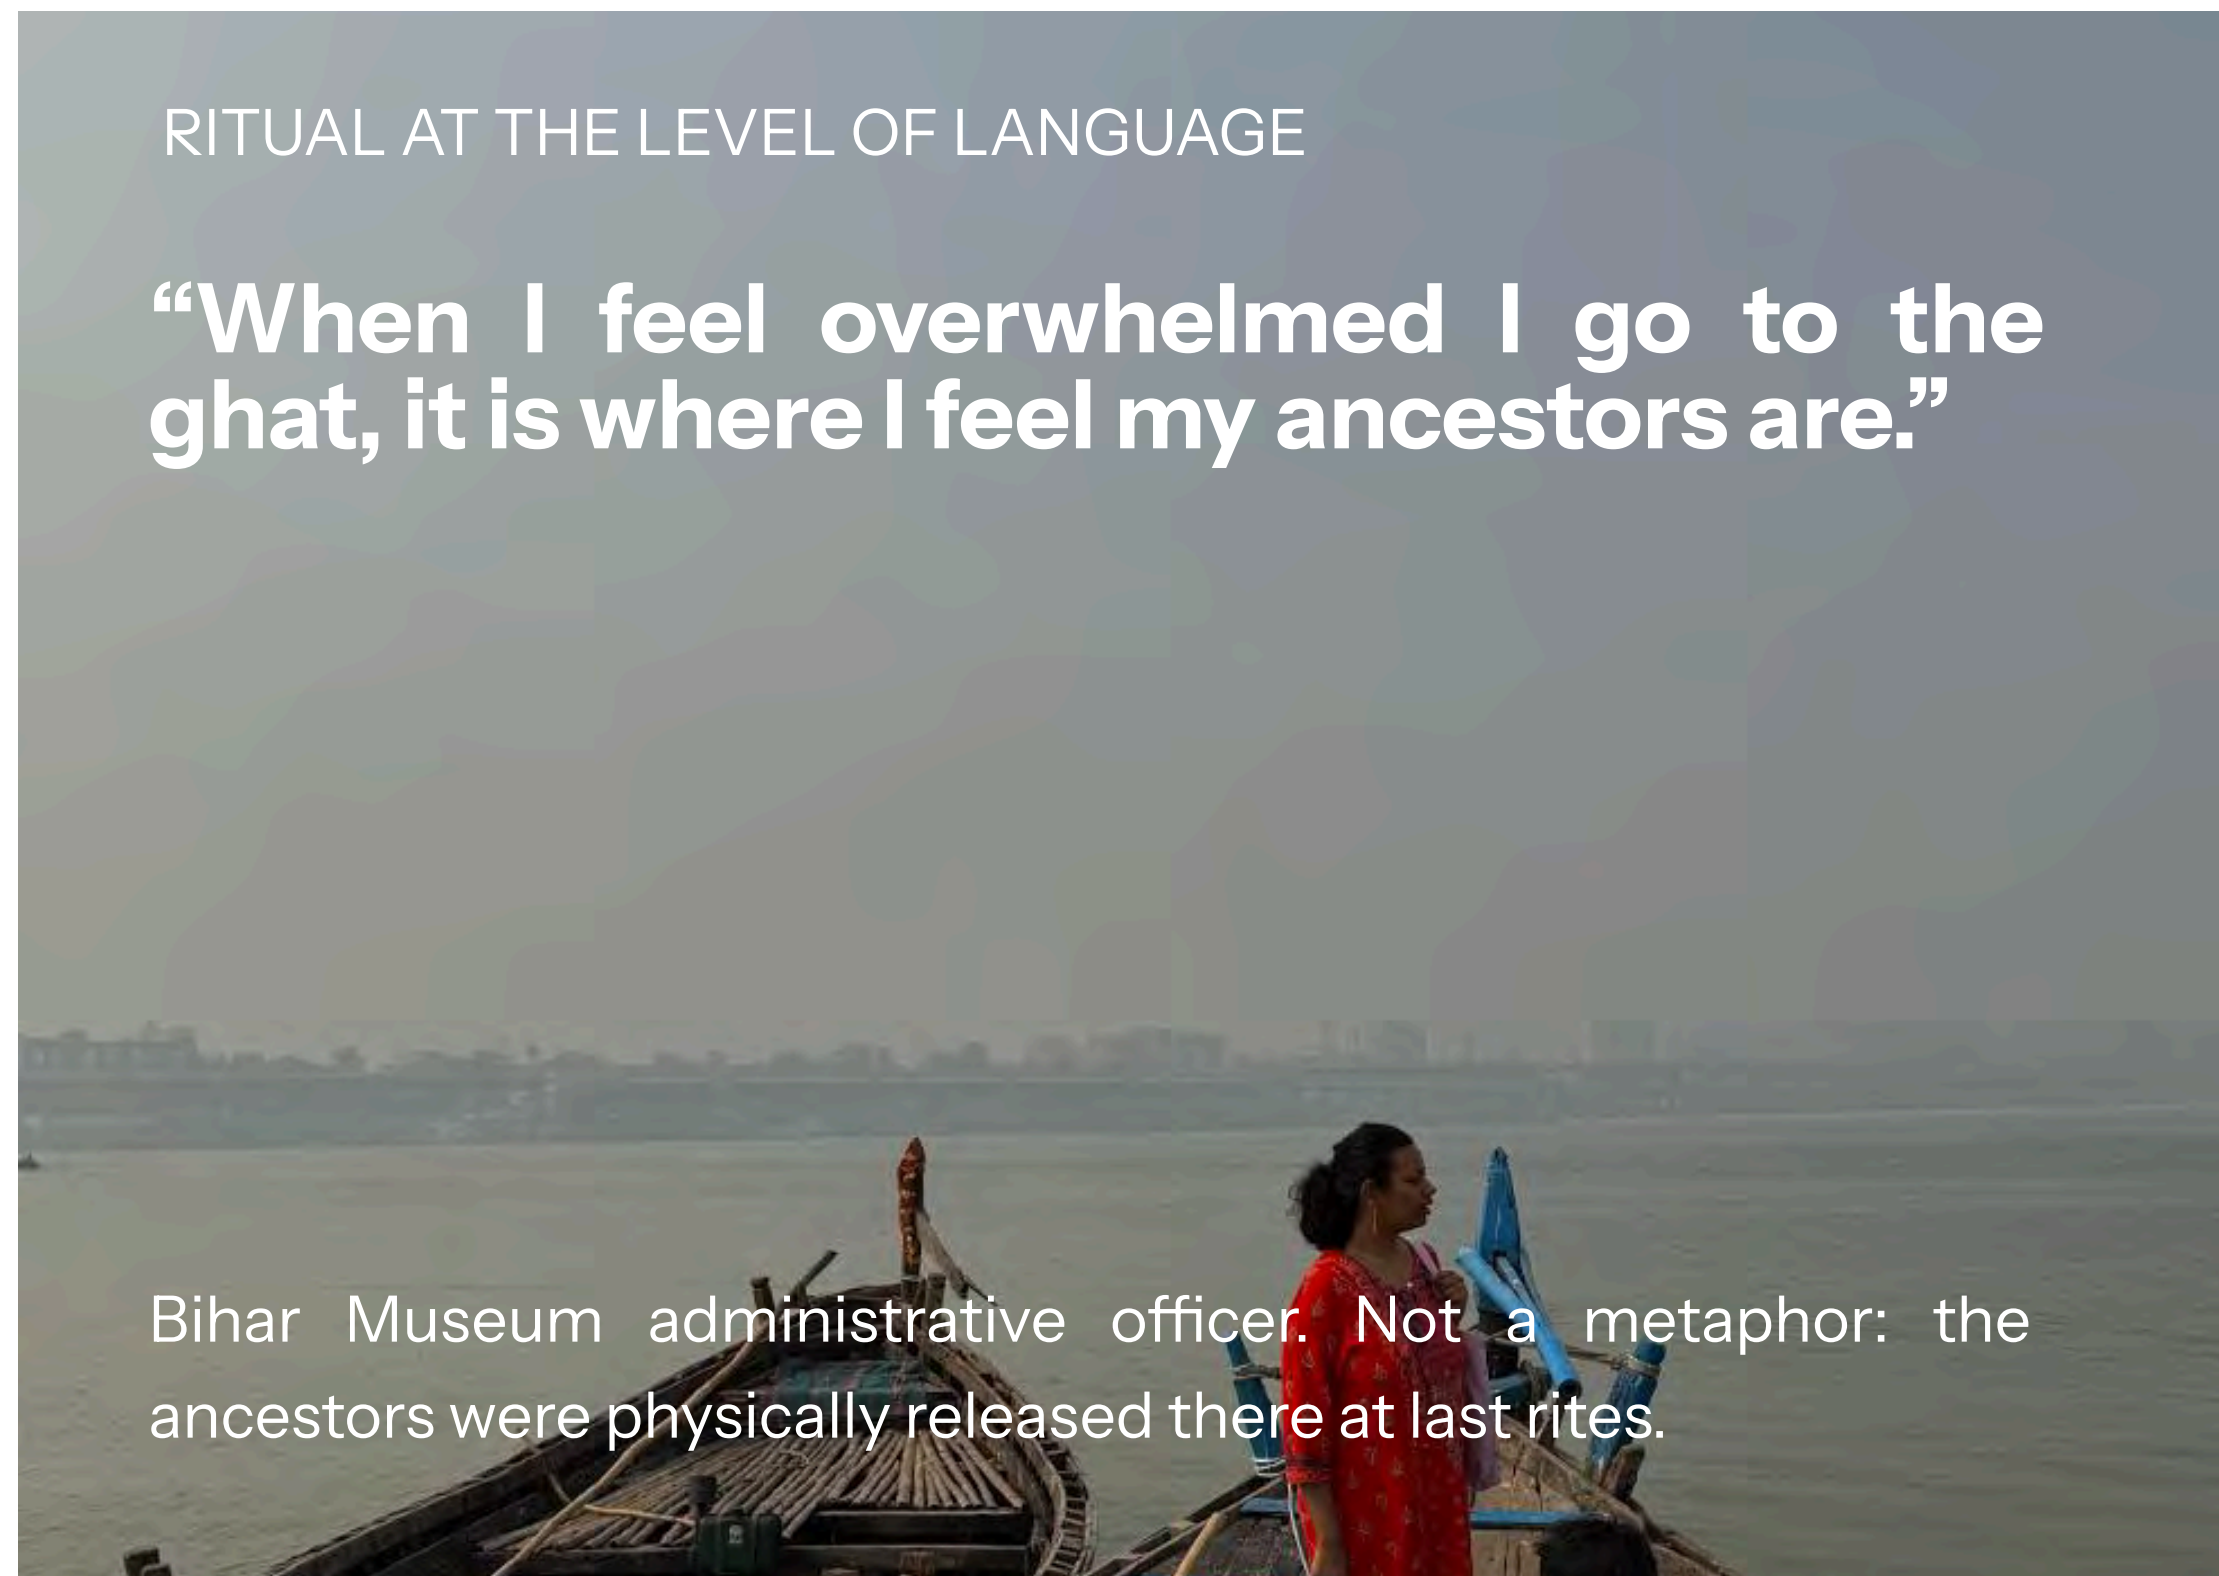 RITUAL AT THE LEVEL OF LANGUAGE
“When I feel overwhelmed I go to the
ghat, it is where I feel my ancestors are.”
Bihar Museum administrative officer. Not a metaphor: the
ancestors were physically released there at last rites.